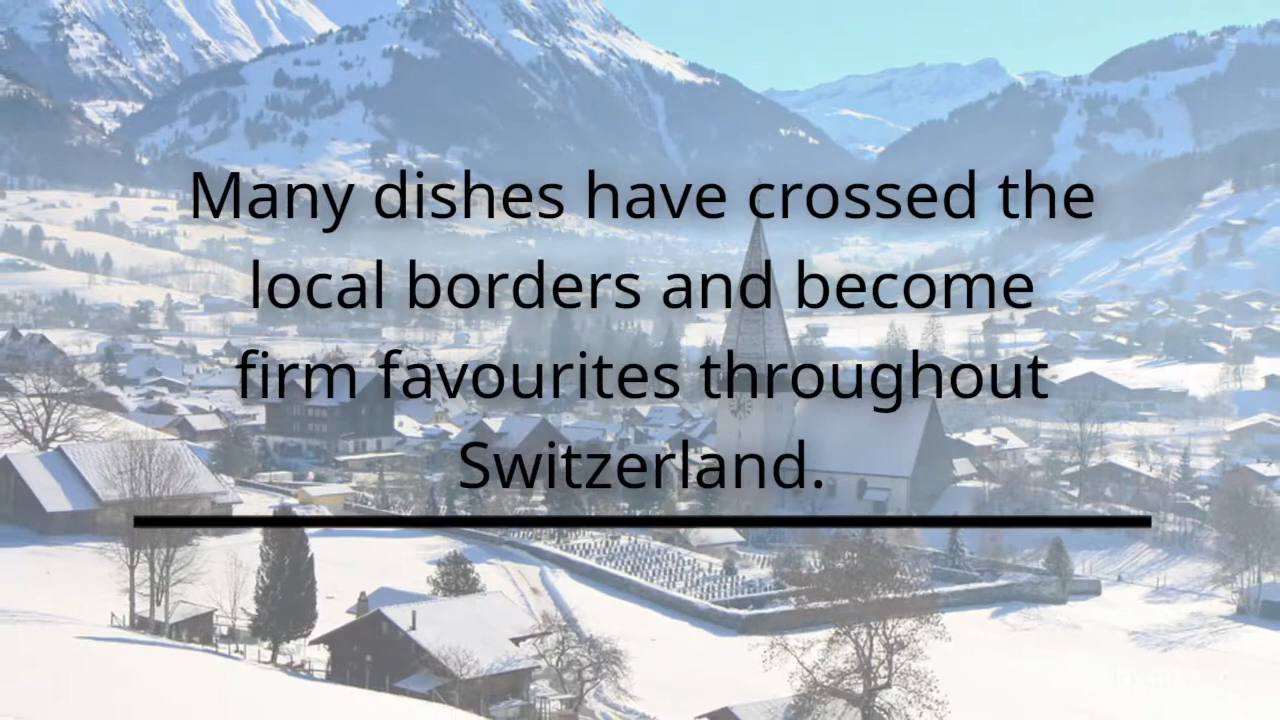 Many dishes have crossed the
local borders and become
firm favourites throughout
Switzerland.